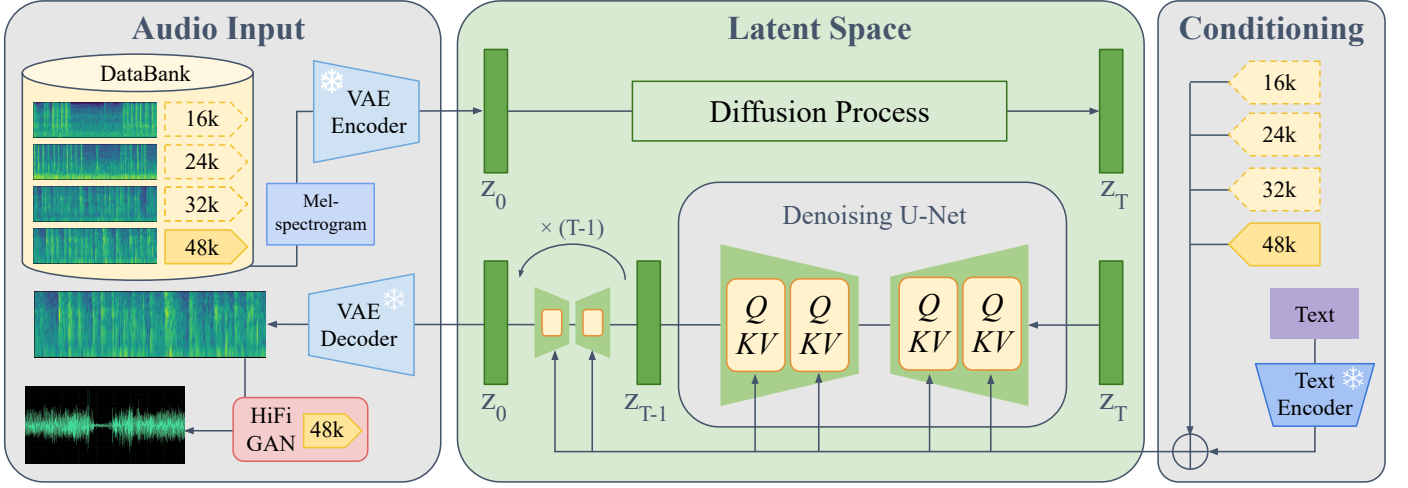 Audio Input
DataBank
16k
24k
32k
48k
Mel-
spectrogram
VAE
Encoder
VAE
Decoder
HiFi
GAN
48k
Latent Space
z0
Diffusion Process
zT
Denoising U-Net
× (T-1)
Q
KV
Q
KV
Q
KV
Q
KV
z0
zT-1
zT
Conditioning
16k
24k
32k
48k
Text
Text
Encoder